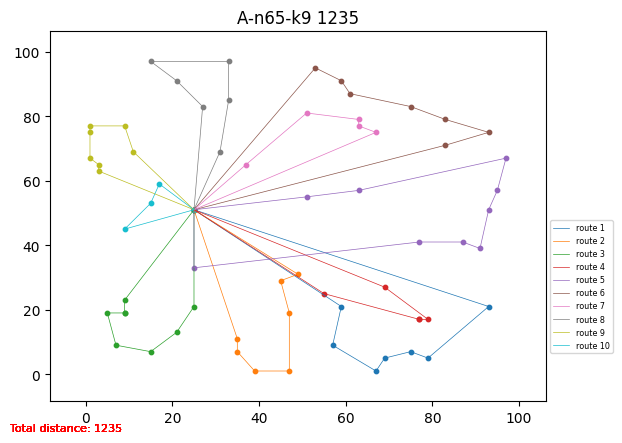 A-n65-k9 1235
100
80
60
40
20
0
0 20 40 60 80 100
route 1
route 2
route 3
route 4
route 5
route 6
route 7
route 8
route 9
route 10
Total distance: 1235